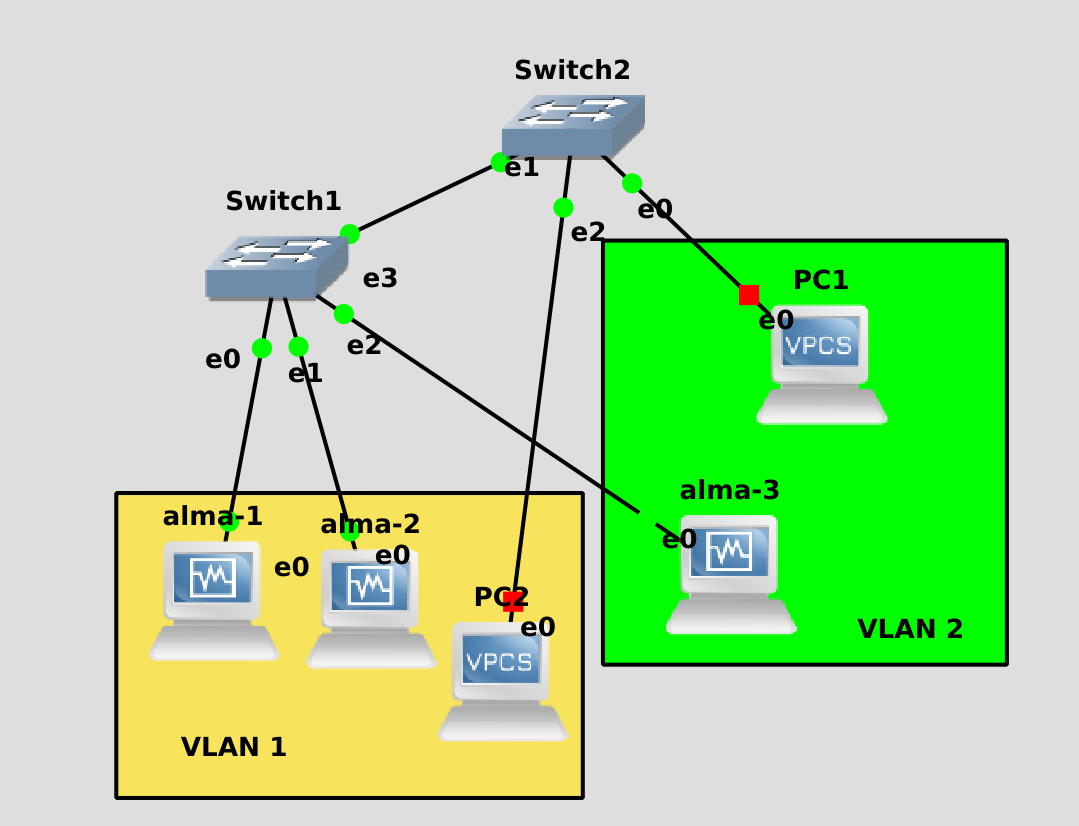 Switch2
e1
Switch1
e0
e2
e3
PC1
e0
VPCS
e2
e0
e1
alma-3
e0
alma-1
alma-2
e0
e0
PC2
e0
VPCS
VLAN 2
VLAN 1